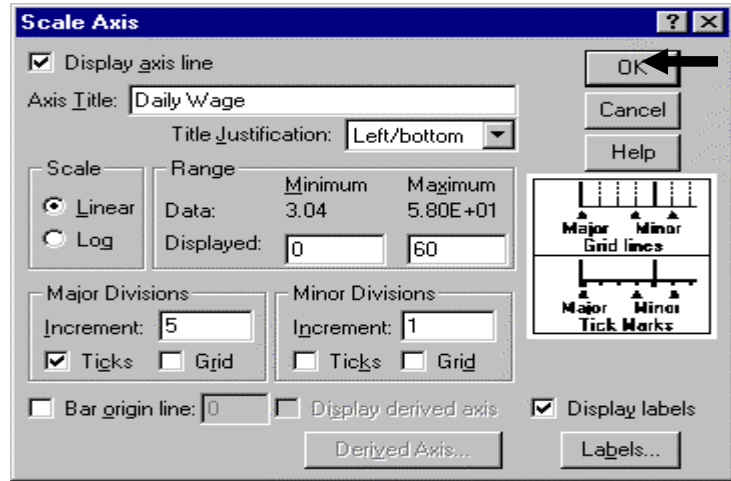 Scale Axis
Display axis line
OK
Axis Title: Daily Wage
Cancel
Title Justification: Left/bottom
Help
Scale
Range
Minimum Maximum
Linear
Data: 3.04 5.80E+01
Log
Displayed: 0 60
Major Minor
Grid lines
Major Minor
Tick Marks
Major Divisions
Increment: 5
Ticks Grid
Minor Divisions
Increment: 1
Ticks Grid
Bar origin line: 0 Display derived axis Display labels
Derived Axis... Labels...